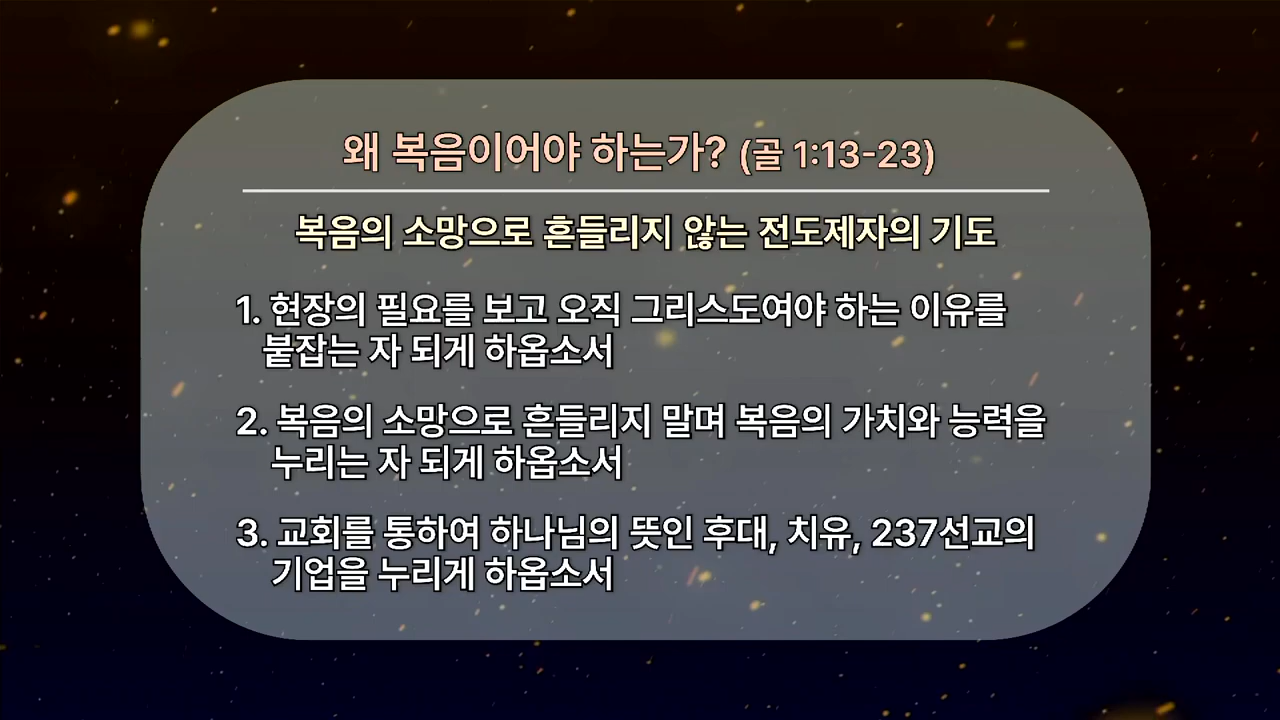 왜 복음이어야 하는가? (골 1:13-23)
복음의 소망으로 흔들리지 않는 전도제자의 기도
1. 현장의 필요를 보고 오직 그리스도여야 하는 이유를
붙잡는 자 되게 하옵소서
2. 복음의 소망으로 흔들리지 말며 복음의 가치와 능력을
누리는 자 되게 하옵소서
3. 교회를 통하여 하나님의 뜻인 후대, 치유, 237선교의
기업을 누리게 하옵소서